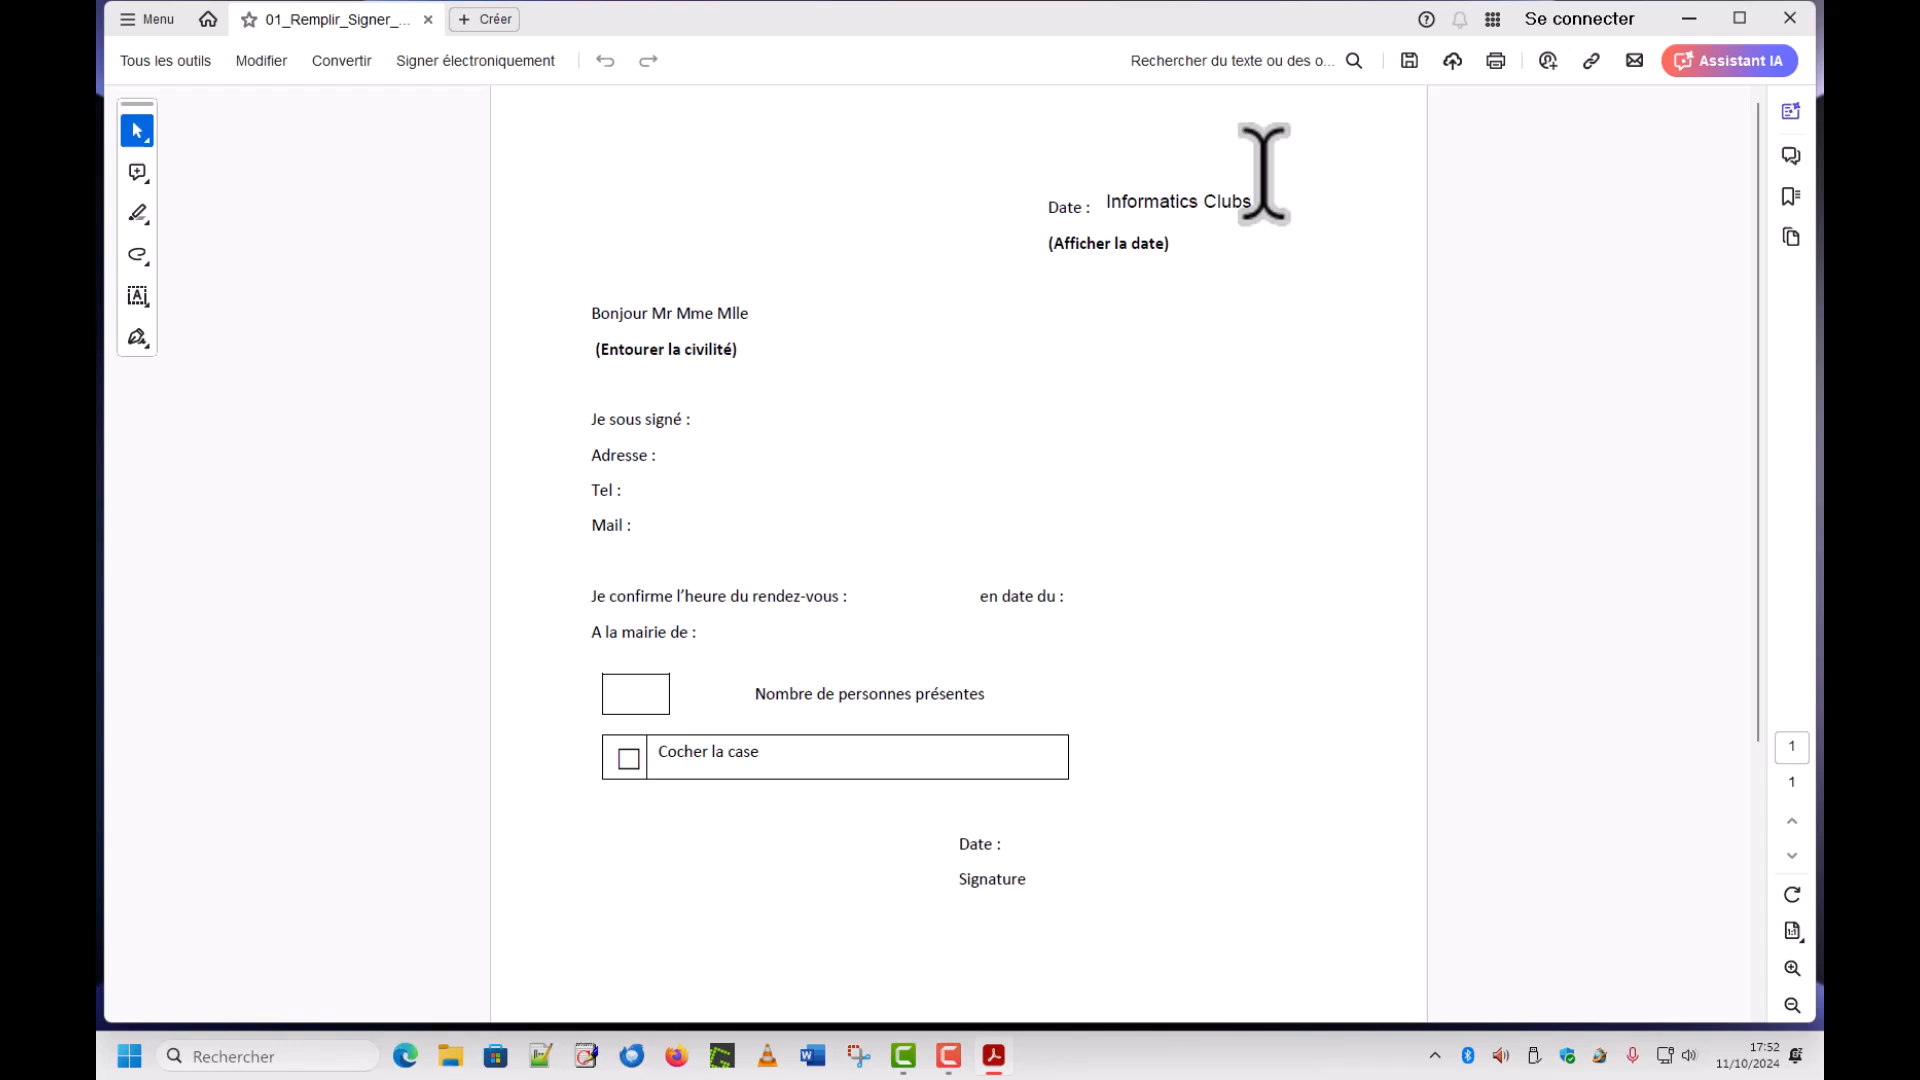 Menu
01_Remplir_Signer_...
Créer
Se connecter
Tous les outils
Modifier
Convertir
Signer électroniquement
Rechercher du texte ou des o...
Assistant IA
Date : Informatics Clubs
(Afficher la date)
Bonjour Mr Mme Mlle
(Entourer la civilité)
Je sous signé :
Adresse :
Tel :
Mail :
Je confirme l’heure du rendez-vous : en date du :
A la mairie de :
Nombre de personnes présentes
Cocher la case
Date :
Signature
1
1
Rechercher
17:52
11/10/2024